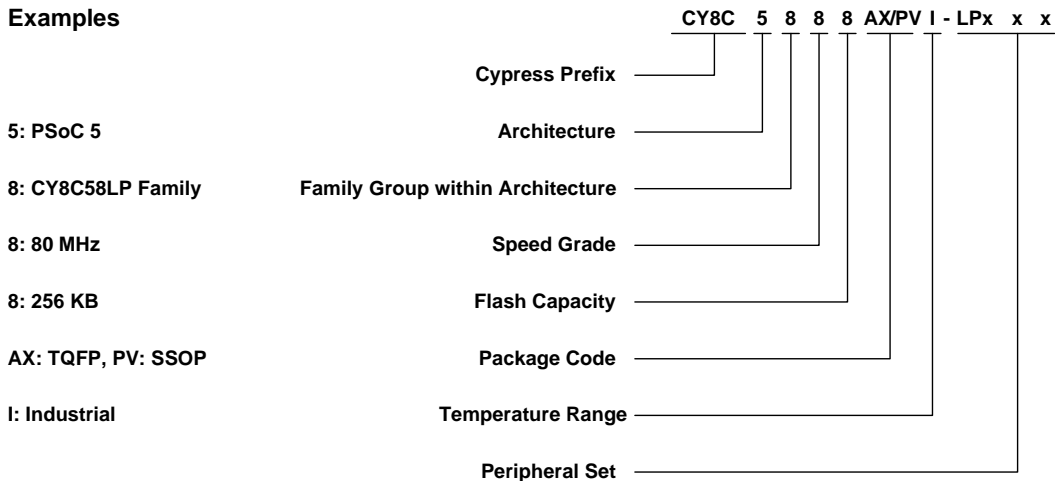 Examples CY8C 5 8 8 8 AX/PV I - LPx x x
Cypress Prefix
5: PSoC 5 Architecture
8: CY8C58LP Family Family Group within Architecture
8: 80 MHz Speed Grade
8: 256 KB Flash Capacity
AX: TQFP, PV: SSOP Package Code
I: Industrial Temperature Range
Peripheral Set